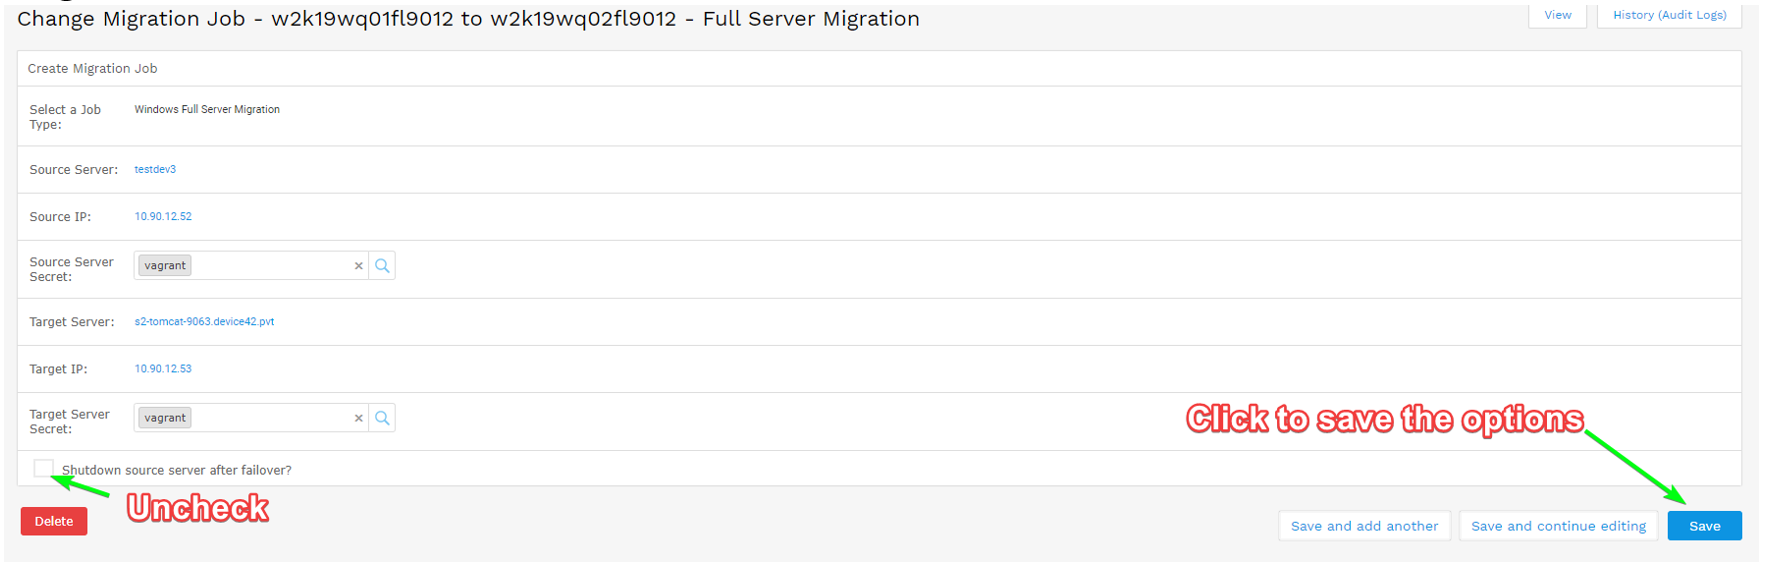 Change Migration Job - w2k19wq01fl9012 to w2k19wq02fl9012 - Full Server Migration
View
History (Audit Logs)
Create Migration Job
Select a Job
Type:
Windows Full Server Migration
Source Server:
testdev3
Source IP:
10.90.12.52
Source Server
Secret:
vagrant
×
Target Server:
s2-tomcat-9063.device42.pvt
Target IP:
10.90.12.53
Target Server
Secret:
vagrant
×
Click to save the options
Shutdown source server after failover?
Uncheck
Delete
Save and add another
Save and continue editing
Save